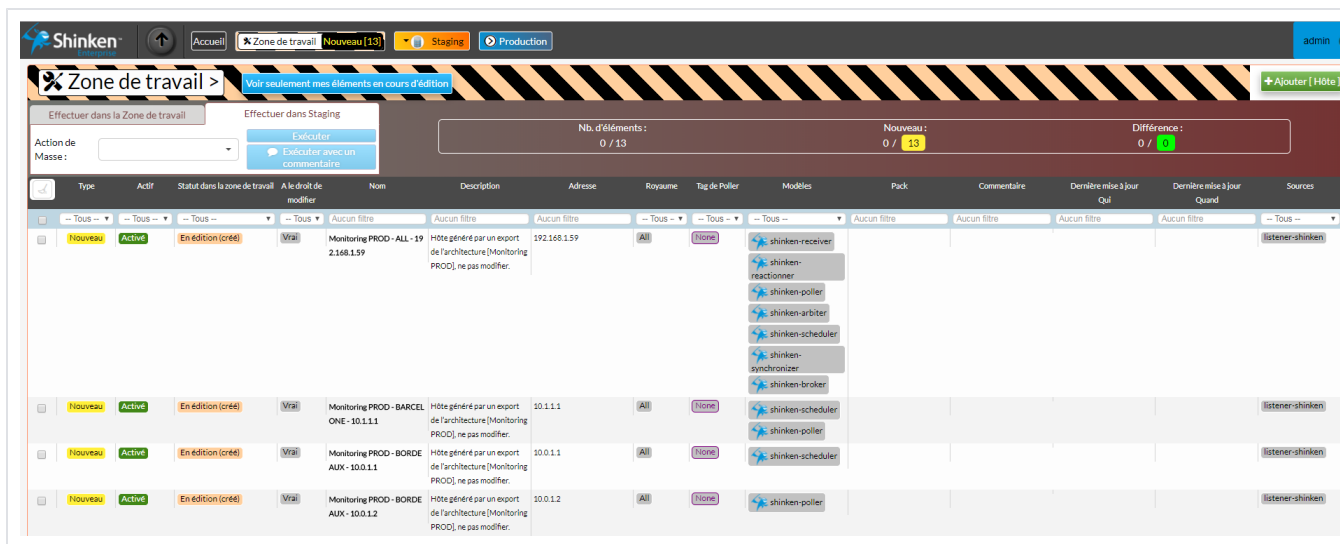 Shinken
Enterprise
Accueil
Zone de travail Nouveau [13]
Staging
Production
admin
Zone de travail >
Voir seulement mes éléments en cours d'édition
Ajouter [ Hôte ]
Effectuer dans la Zone de travail
Effectuer dans Staging
Action de
Masse :
Exécuter
Exécuter avec un
commentaire
Nb. d'éléments :
0 / 13
Nouveau :
0 / 13
Différence :
0 / 0
Type Actif Statut dans la zone de travail A le droit de Nom Description Adresse Royaume Tag de Poller Modèles Pack Commentaire Dernière mise à jour Dernière mise à jour Sources
modifier Qui Quand
-- Tous -- -- Tous -- -- Tous -- -- Tous Aucun filtre Aucun filtre Aucun filtre -- Tous -- -- Tous -- -- Tous -- Aucun filtre Aucun filtre Aucun filtre Aucun filtre -- Tous --
Nouveau Activé En édition (créé) Vrai Monitoring PROD - ALL - 19 Hôte généré par un export 192.168.1.59 All None shinken-receiver listener-shinken
2.168.1.59 de l'architecture [Monitoring
PROD], ne pas modifier.
shinken-
reactionner
shinken-poller
shinken-arbiter
shinken-scheduler
shinken-
synchronizer
shinken-broker
Nouveau Activé En édition (créé) Vrai Monitoring PROD - BARCEL Hôte généré par un export 10.1.1.1 All None shinken-scheduler listener-shinken
ONE - 10.1.1.1 de l'architecture [Monitoring shinken-poller
PROD], ne pas modifier.
Nouveau Activé En édition (créé) Vrai Monitoring PROD - BORDE Hôte généré par un export 10.0.1.1 All None shinken-scheduler listener-shinken
AUX - 10.0.1.1 de l'architecture [Monitoring
PROD], ne pas modifier.
Nouveau Activé En édition (créé) Vrai Monitoring PROD - BORDE Hôte généré par un export 10.0.1.2 All None shinken-poller listener-shinken
AUX - 10.0.1.2 de l'architecture [Monitoring
PROD], ne pas modifier.